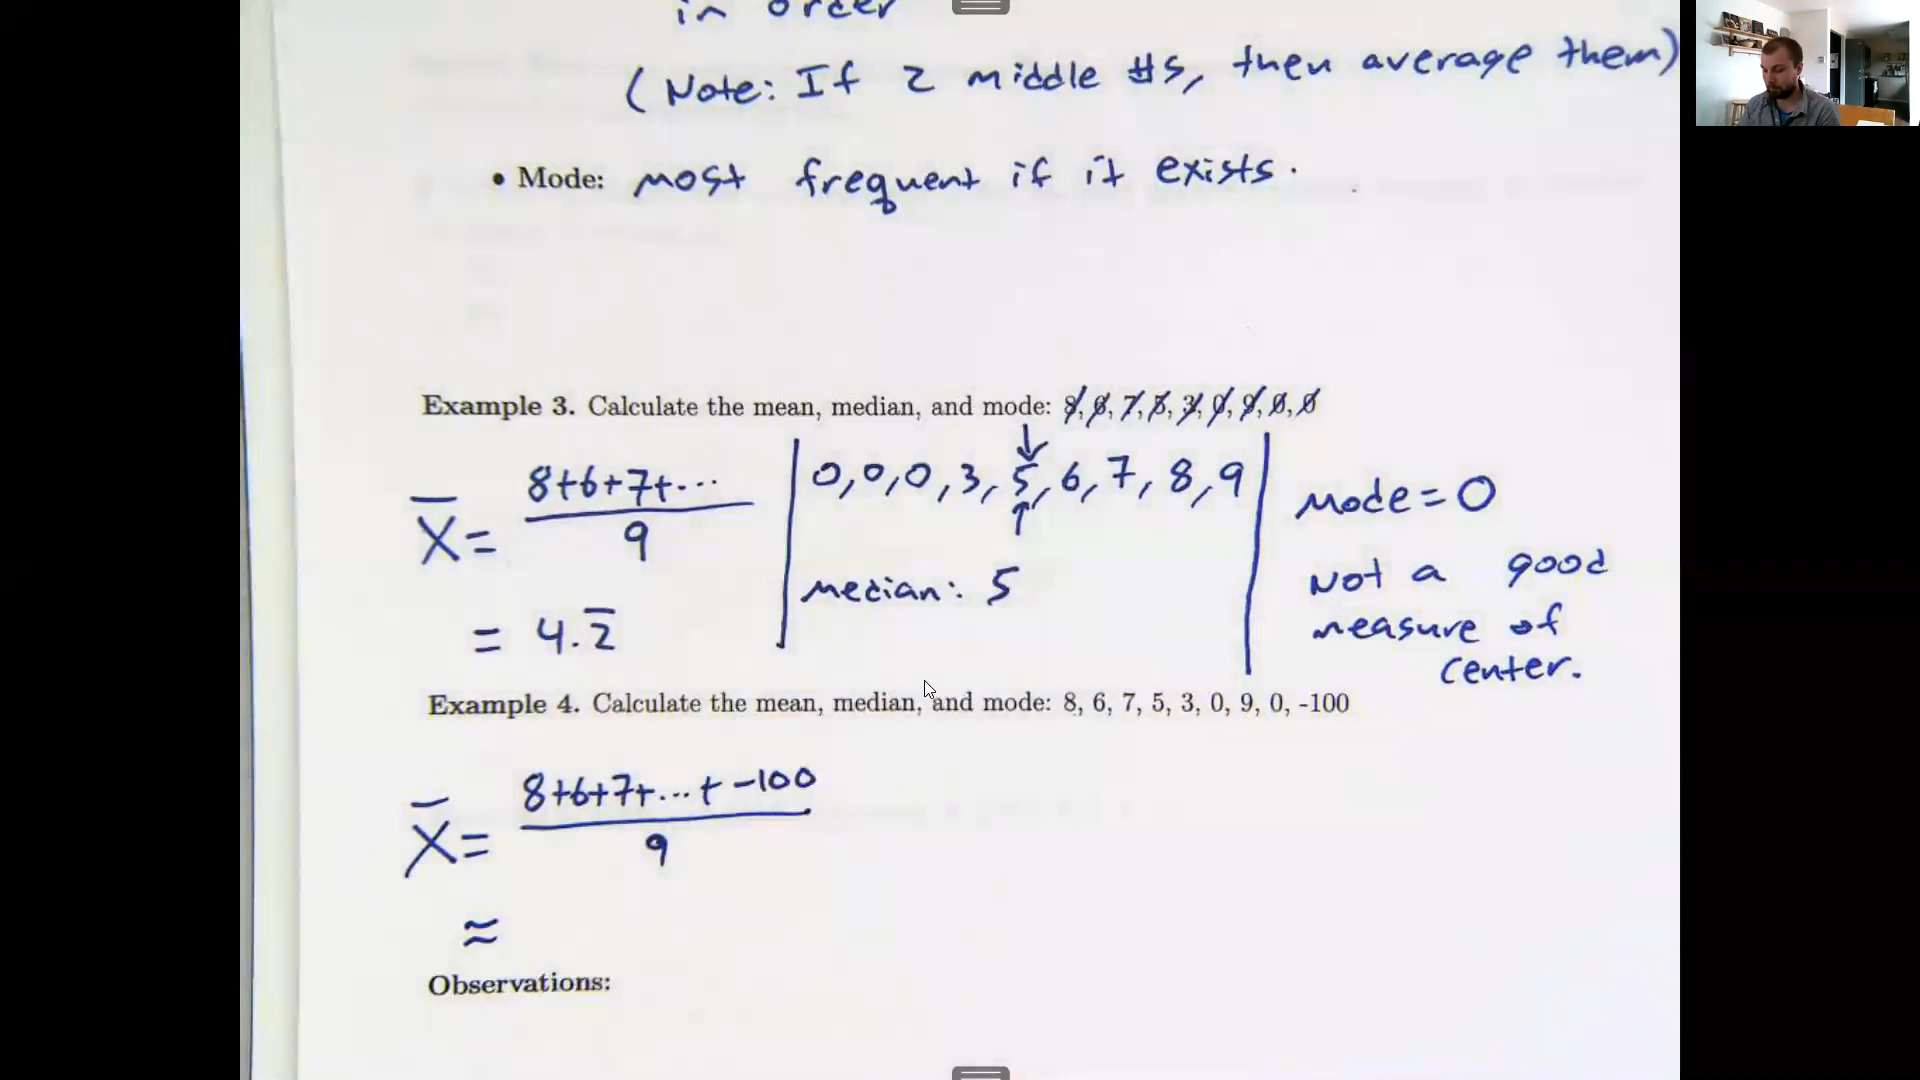 in order
(Note: If 2 middle #s, then average them)
• Mode: most frequent if it exists.
Example 3. Calculate the mean, median, and mode: 8, 6, 7, 5, 3, 0, 9, 0, 0
X̅ = 8+6+7+... / 9
= 4.2̅
0, 0, 0, 3, 5, 6, 7, 8, 9
median: 5
Mode = 0
Not a good
measure of
center.
Example 4. Calculate the mean, median, and mode: 8, 6, 7, 5, 3, 0, 9, 0, -100
X̅ = 8+6+7+...+ -100 / 9
≈
Observations: